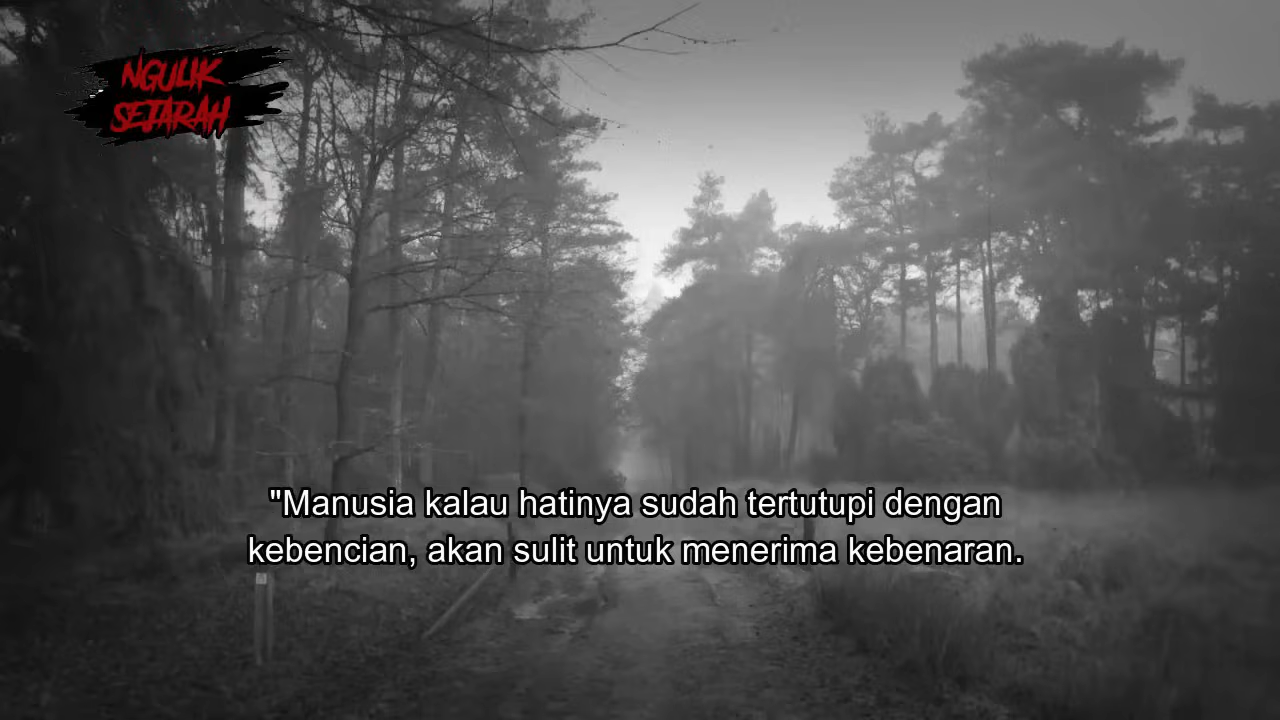 NGULIK
SEJARAH
"Manusia kalau hatinya sudah tertutupi dengan
kebencian, akan sulit untuk menerima kebenaran.